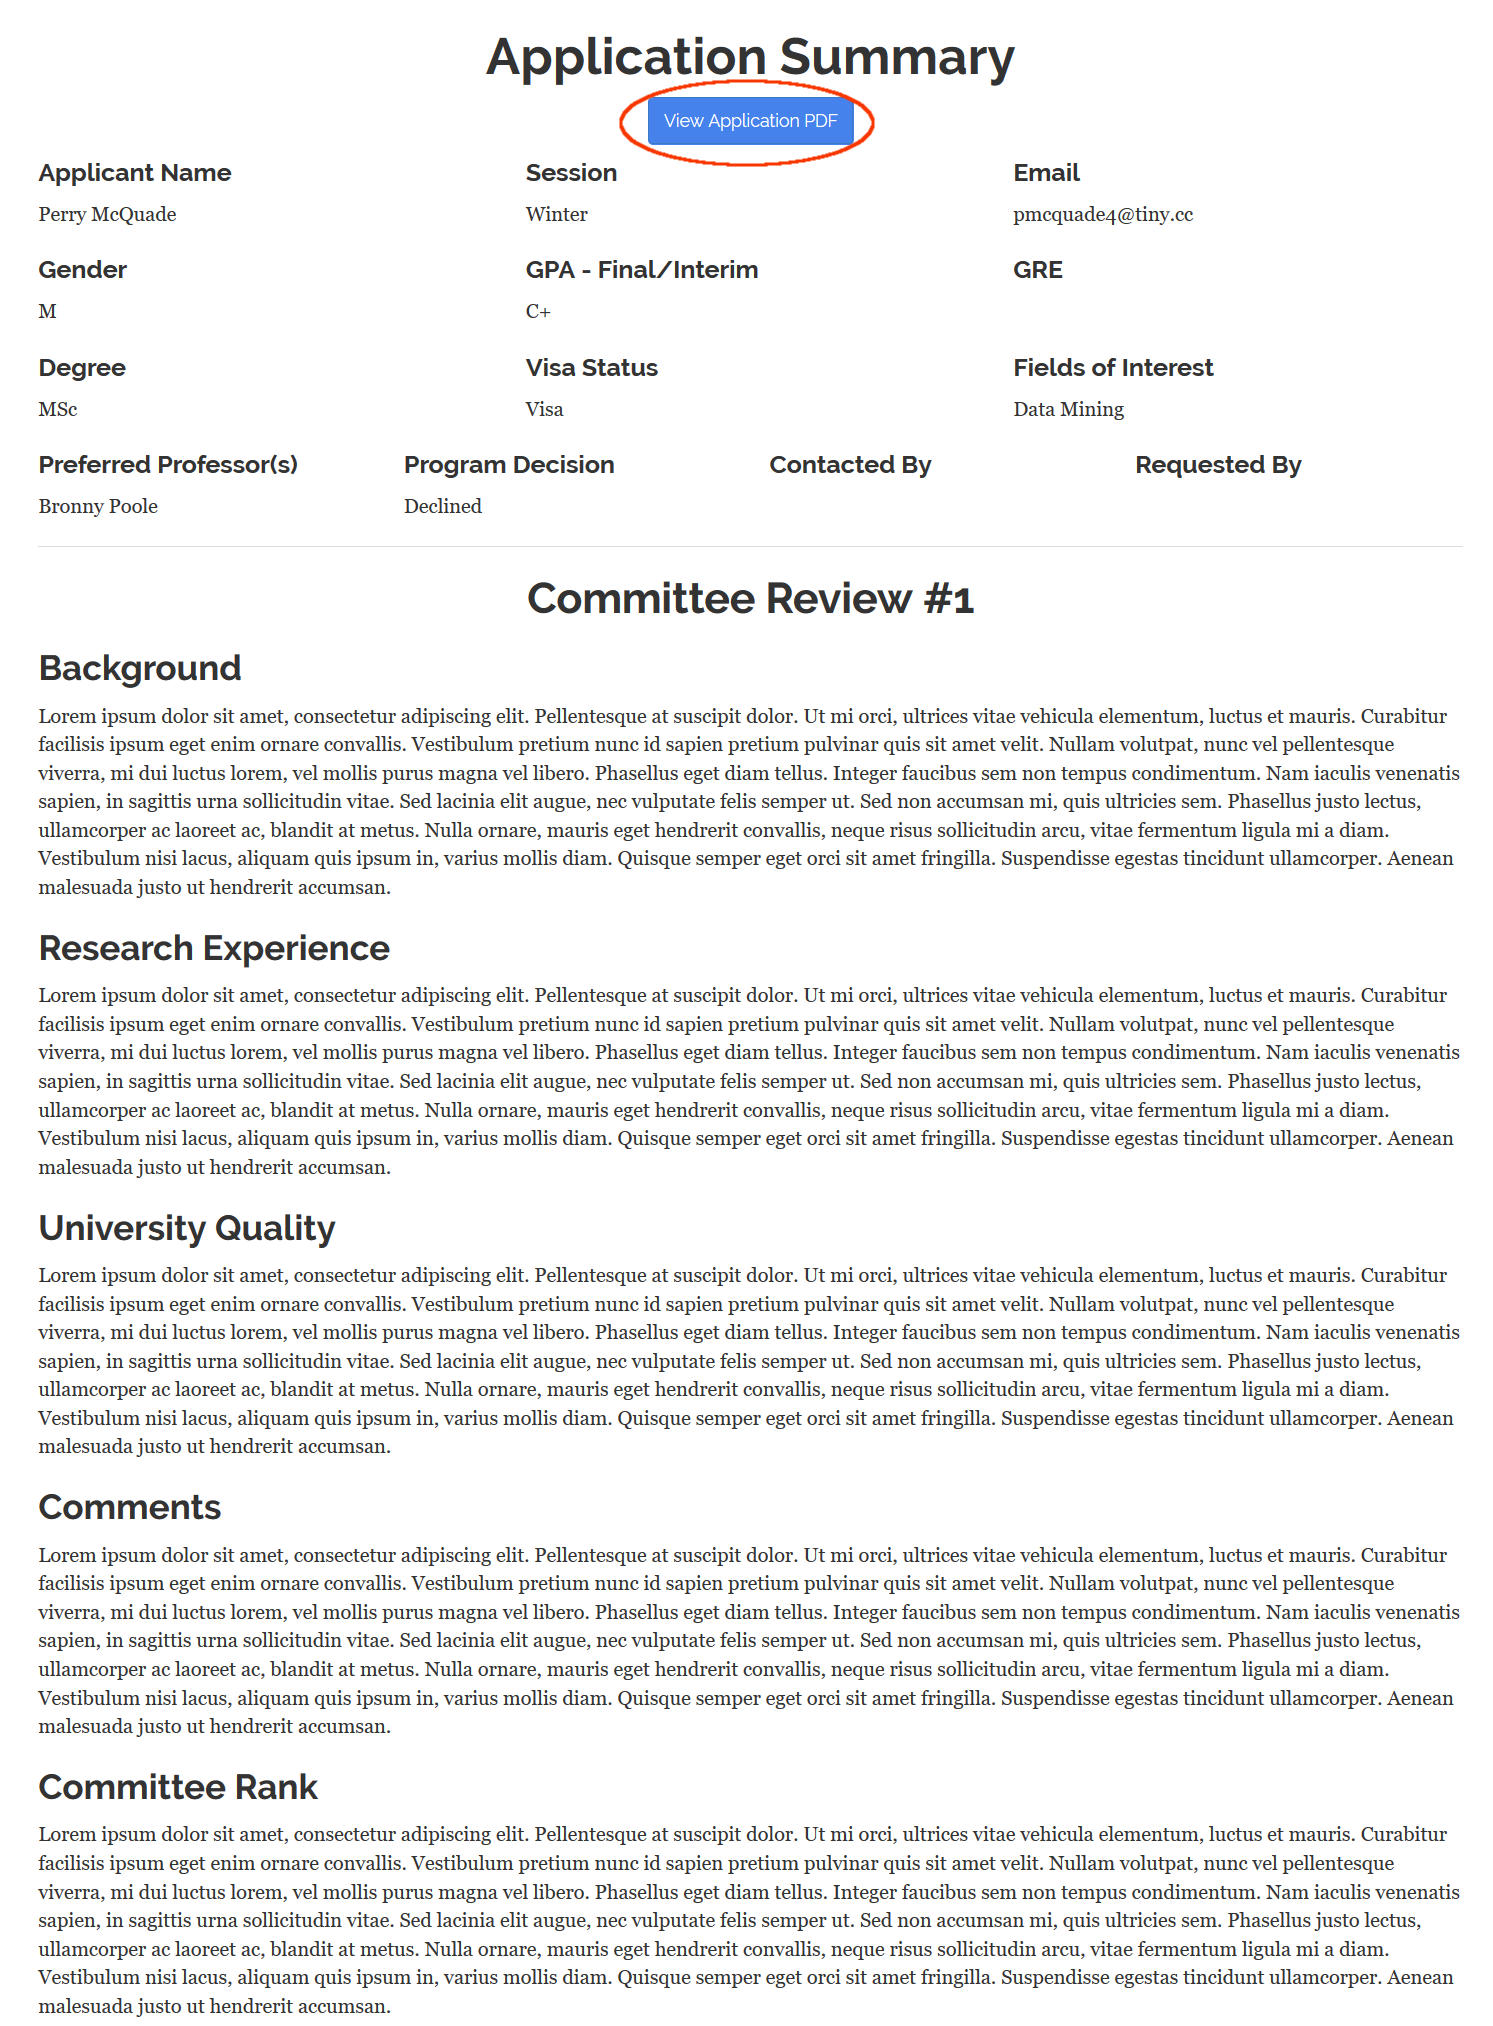 Application Summary
View Application PDF
Applicant Name Session Email
Perry McQuade Winter pmcquade4@tiny.cc
Gender GPA - Final/Interim GRE
M C+
Degree Visa Status Fields of Interest
MSc Visa Data Mining
Preferred Professor(s) Program Decision Contacted By Requested By
Bronny Poole Declined
Committee Review #1
Background
Lorem ipsum dolor sit amet, consectetur adipiscing elit. Pellentesque at suscipit dolor. Ut mi orci, ultrices vitae vehicula elementum, luctus et mauris. Curabitur
facilisis ipsum eget enim ornare convallis. Vestibulum pretium nunc id sapien pretium pulvinar quis sit amet velit. Nullam volutpat, nunc vel pellentesque
viverra, mi dui luctus lorem, vel mollis purus magna vel libero. Phasellus eget diam tellus. Integer faucibus sem non tempus condimentum. Nam iaculis venenatis
sapien, in sagittis urna sollicitudin vitae. Sed lacinia elit augue, nec vulputate felis semper ut. Sed non accumsan mi, quis ultricies sem. Phasellus justo lectus,
ullamcorper ac laoreet ac, blandit at metus. Nulla ornare, mauris eget hendrerit convallis, neque risus sollicitudin arcu, vitae fermentum ligula mi a diam.
Vestibulum nisi lacus, aliquam quis ipsum in, varius mollis diam. Quisque semper eget orci sit amet fringilla. Suspendisse egestas tincidunt ullamcorper. Aenean
malesuada justo ut hendrerit accumsan.
Research Experience
Lorem ipsum dolor sit amet, consectetur adipiscing elit. Pellentesque at suscipit dolor. Ut mi orci, ultrices vitae vehicula elementum, luctus et mauris. Curabitur
facilisis ipsum eget enim ornare convallis. Vestibulum pretium nunc id sapien pretium pulvinar quis sit amet velit. Nullam volutpat, nunc vel pellentesque
viverra, mi dui luctus lorem, vel mollis purus magna vel libero. Phasellus eget diam tellus. Integer faucibus sem non tempus condimentum. Nam iaculis venenatis
sapien, in sagittis urna sollicitudin vitae. Sed lacinia elit augue, nec vulputate felis semper ut. Sed non accumsan mi, quis ultricies sem. Phasellus justo lectus,
ullamcorper ac laoreet ac, blandit at metus. Nulla ornare, mauris eget hendrerit convallis, neque risus sollicitudin arcu, vitae fermentum ligula mi a diam.
Vestibulum nisi lacus, aliquam quis ipsum in, varius mollis diam. Quisque semper eget orci sit amet fringilla. Suspendisse egestas tincidunt ullamcorper. Aenean
malesuada justo ut hendrerit accumsan.
University Quality
Lorem ipsum dolor sit amet, consectetur adipiscing elit. Pellentesque at suscipit dolor. Ut mi orci, ultrices vitae vehicula elementum, luctus et mauris. Curabitur
facilisis ipsum eget enim ornare convallis. Vestibulum pretium nunc id sapien pretium pulvinar quis sit amet velit. Nullam volutpat, nunc vel pellentesque
viverra, mi dui luctus lorem, vel mollis purus magna vel libero. Phasellus eget diam tellus. Integer faucibus sem non tempus condimentum. Nam iaculis venenatis
sapien, in sagittis urna sollicitudin vitae. Sed lacinia elit augue, nec vulputate felis semper ut. Sed non accumsan mi, quis ultricies sem. Phasellus justo lectus,
ullamcorper ac laoreet ac, blandit at metus. Nulla ornare, mauris eget hendrerit convallis, neque risus sollicitudin arcu, vitae fermentum ligula mi a diam.
Vestibulum nisi lacus, aliquam quis ipsum in, varius mollis diam. Quisque semper eget orci sit amet fringilla. Suspendisse egestas tincidunt ullamcorper. Aenean
malesuada justo ut hendrerit accumsan.
Comments
Lorem ipsum dolor sit amet, consectetur adipiscing elit. Pellentesque at suscipit dolor. Ut mi orci, ultrices vitae vehicula elementum, luctus et mauris. Curabitur
facilisis ipsum eget enim ornare convallis. Vestibulum pretium nunc id sapien pretium pulvinar quis sit amet velit. Nullam volutpat, nunc vel pellentesque
viverra, mi dui luctus lorem, vel mollis purus magna vel libero. Phasellus eget diam tellus. Integer faucibus sem non tempus condimentum. Nam iaculis venenatis
sapien, in sagittis urna sollicitudin vitae. Sed lacinia elit augue, nec vulputate felis semper ut. Sed non accumsan mi, quis ultricies sem. Phasellus justo lectus,
ullamcorper ac laoreet ac, blandit at metus. Nulla ornare, mauris eget hendrerit convallis, neque risus sollicitudin arcu, vitae fermentum ligula mi a diam.
Vestibulum nisi lacus, aliquam quis ipsum in, varius mollis diam. Quisque semper eget orci sit amet fringilla. Suspendisse egestas tincidunt ullamcorper. Aenean
malesuada justo ut hendrerit accumsan.
Committee Rank
Lorem ipsum dolor sit amet, consectetur adipiscing elit. Pellentesque at suscipit dolor. Ut mi orci, ultrices vitae vehicula elementum, luctus et mauris. Curabitur
facilisis ipsum eget enim ornare convallis. Vestibulum pretium nunc id sapien pretium pulvinar quis sit amet velit. Nullam volutpat, nunc vel pellentesque
viverra, mi dui luctus lorem, vel mollis purus magna vel libero. Phasellus eget diam tellus. Integer faucibus sem non tempus condimentum. Nam iaculis venenatis
sapien, in sagittis urna sollicitudin vitae. Sed lacinia elit augue, nec vulputate felis semper ut. Sed non accumsan mi, quis ultricies sem. Phasellus justo lectus,
ullamcorper ac laoreet ac, blandit at metus. Nulla ornare, mauris eget hendrerit convallis, neque risus sollicitudin arcu, vitae fermentum ligula mi a diam.
Vestibulum nisi lacus, aliquam quis ipsum in, varius mollis diam. Quisque semper eget orci sit amet fringilla. Suspendisse egestas tincidunt ullamcorper. Aenean
malesuada justo ut hendrerit accumsan.